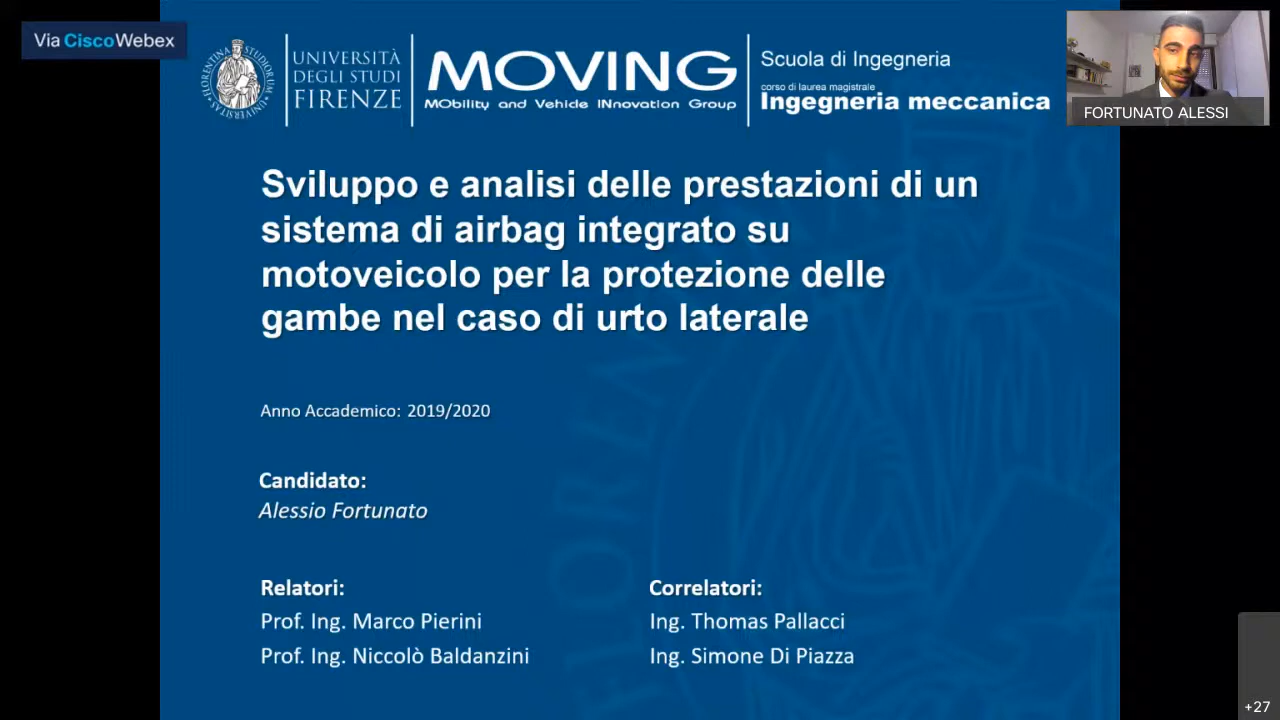 Via CiscoWebex
UNIVERSITÀ
DEGLI STUDI
FIRENZE
MOVING
MObility and Vehicle INnovation Group
Scuola di Ingegneria
corso di laurea magistrale
Ingegneria meccanica
FORTUNATO ALESSI
Sviluppo e analisi delle prestazioni di un
sistema di airbag integrato su
motoveicolo per la protezione delle
gambe nel caso di urto laterale
Anno Accademico: 2019/2020
Candidato:
Alessio Fortunato
Relatori:
Prof. Ing. Marco Pierini
Prof. Ing. Niccolò Baldanzini
Correlatori:
Ing. Thomas Pallacci
Ing. Simone Di Piazza
+27